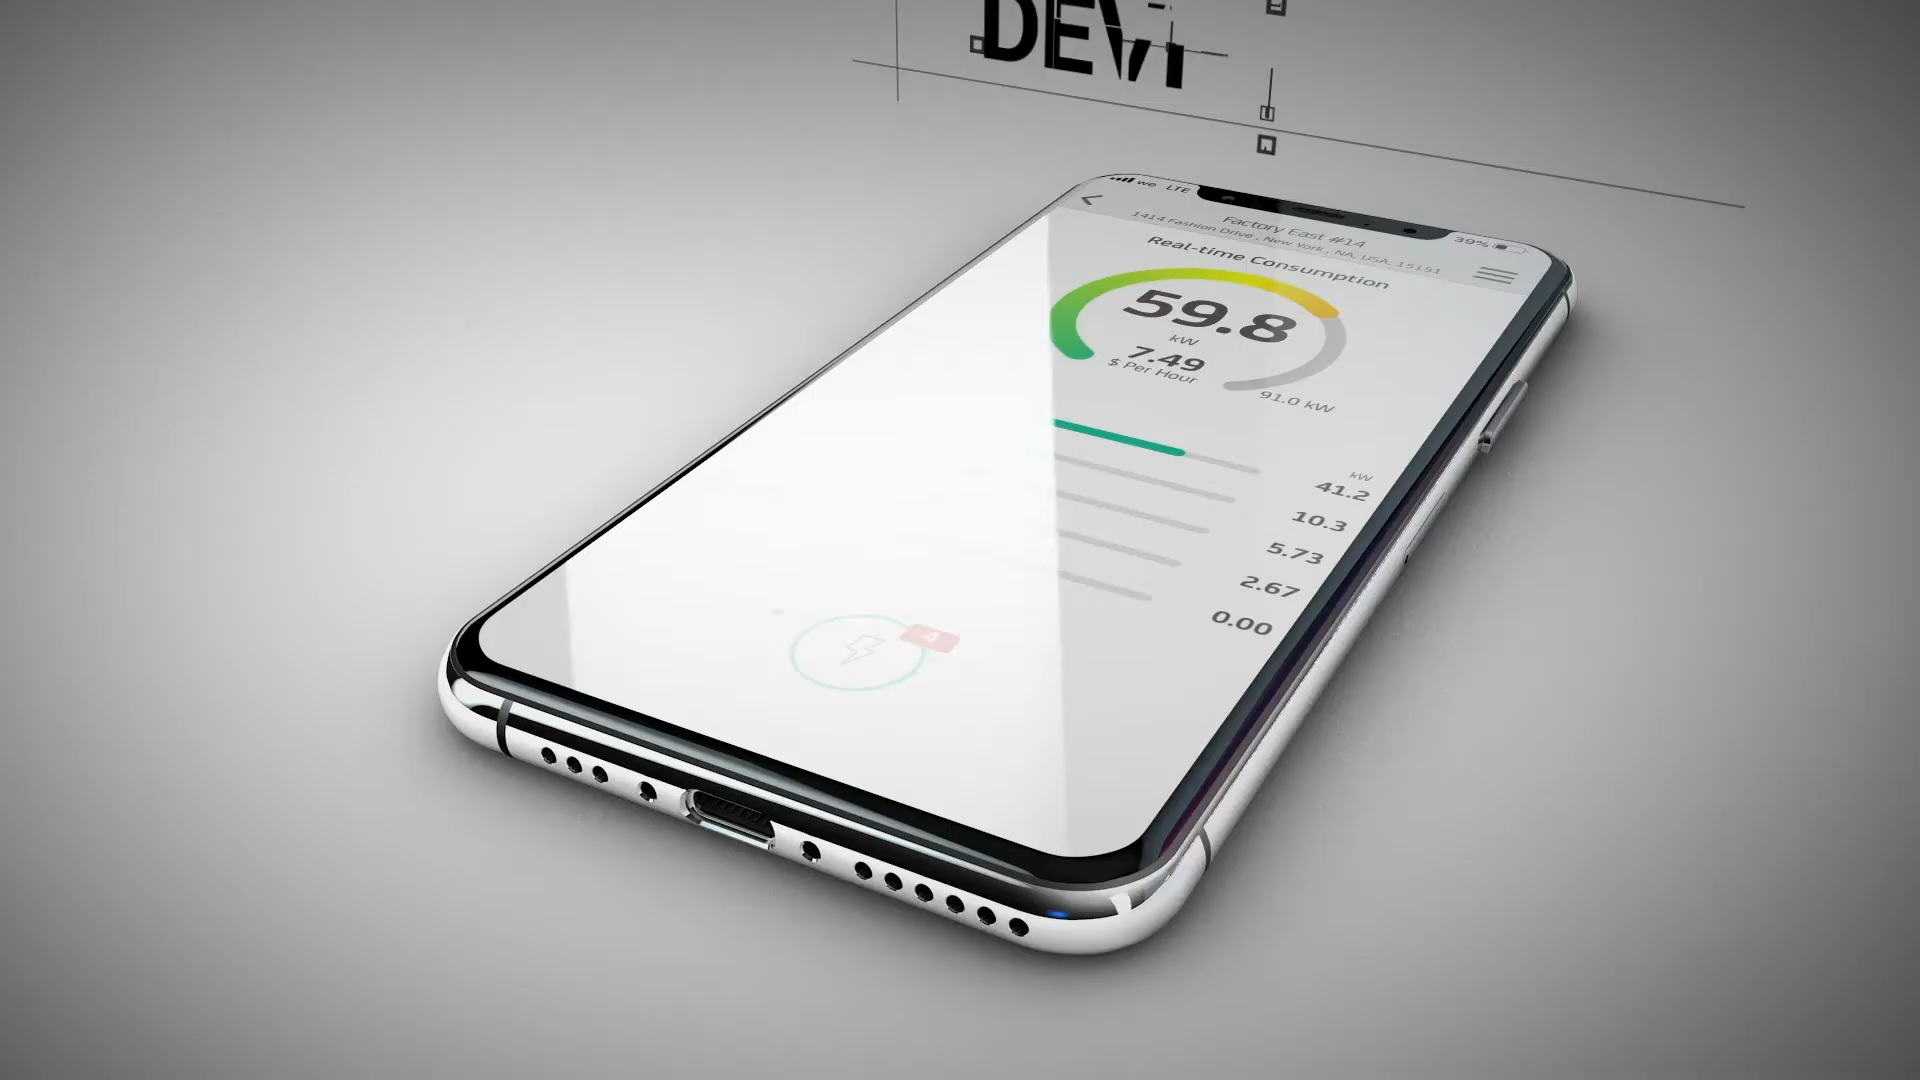 DEVI
we LTE
39%
Factory East #14
1414 Fashion Drive, New York, NA, USA, 15151
Real-time Consumption
59.8
kW
7.49
$ Per Hour
91.0 kW
kW
41.2
10.3
5.73
2.67
0.00
4